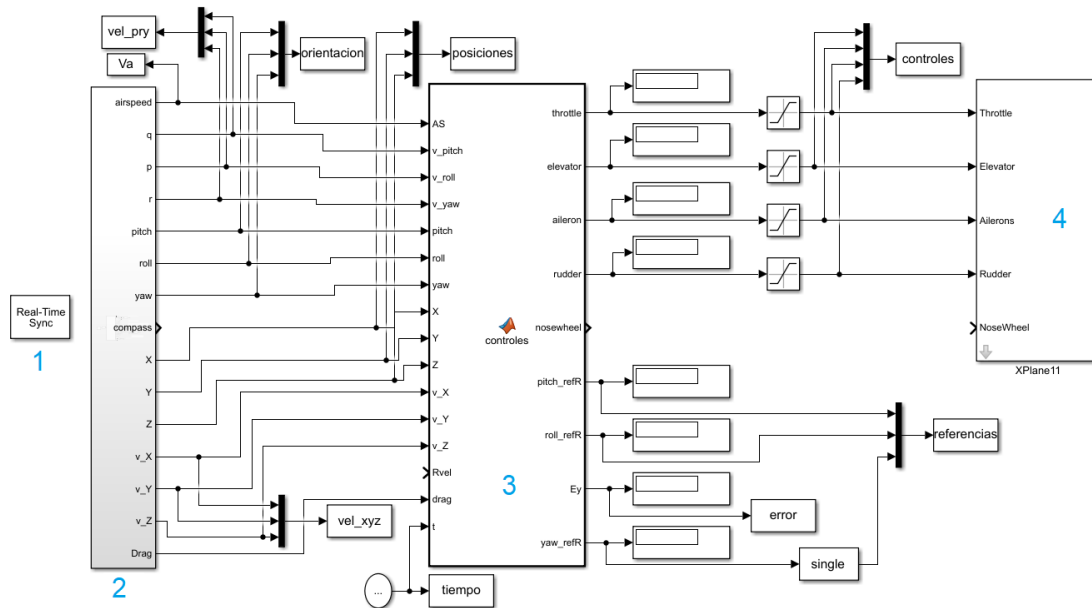 vel_pry
Va
orientacion
posiciones
controles
airspeed
q
p
r
pitch
roll
yaw
compass
X
Y
Z
v_X
v_Y
v_Z
Drag
Real-Time
Sync
1
2
AS
v_pitch
v_roll
v_yaw
pitch
roll
yaw
X
Y
Z
v_X
v_Y
v_Z
Rvel
drag
t
controles
3
throttle
elevator
aileron
rudder
nosewheel
pitch_refR
roll_refR
Ey
yaw_refR
Throttle
Elevator
Ailerons
Rudder
NoseWheel
4
XPlane11
referencias
error
single
vel_xyz
...
tiempo